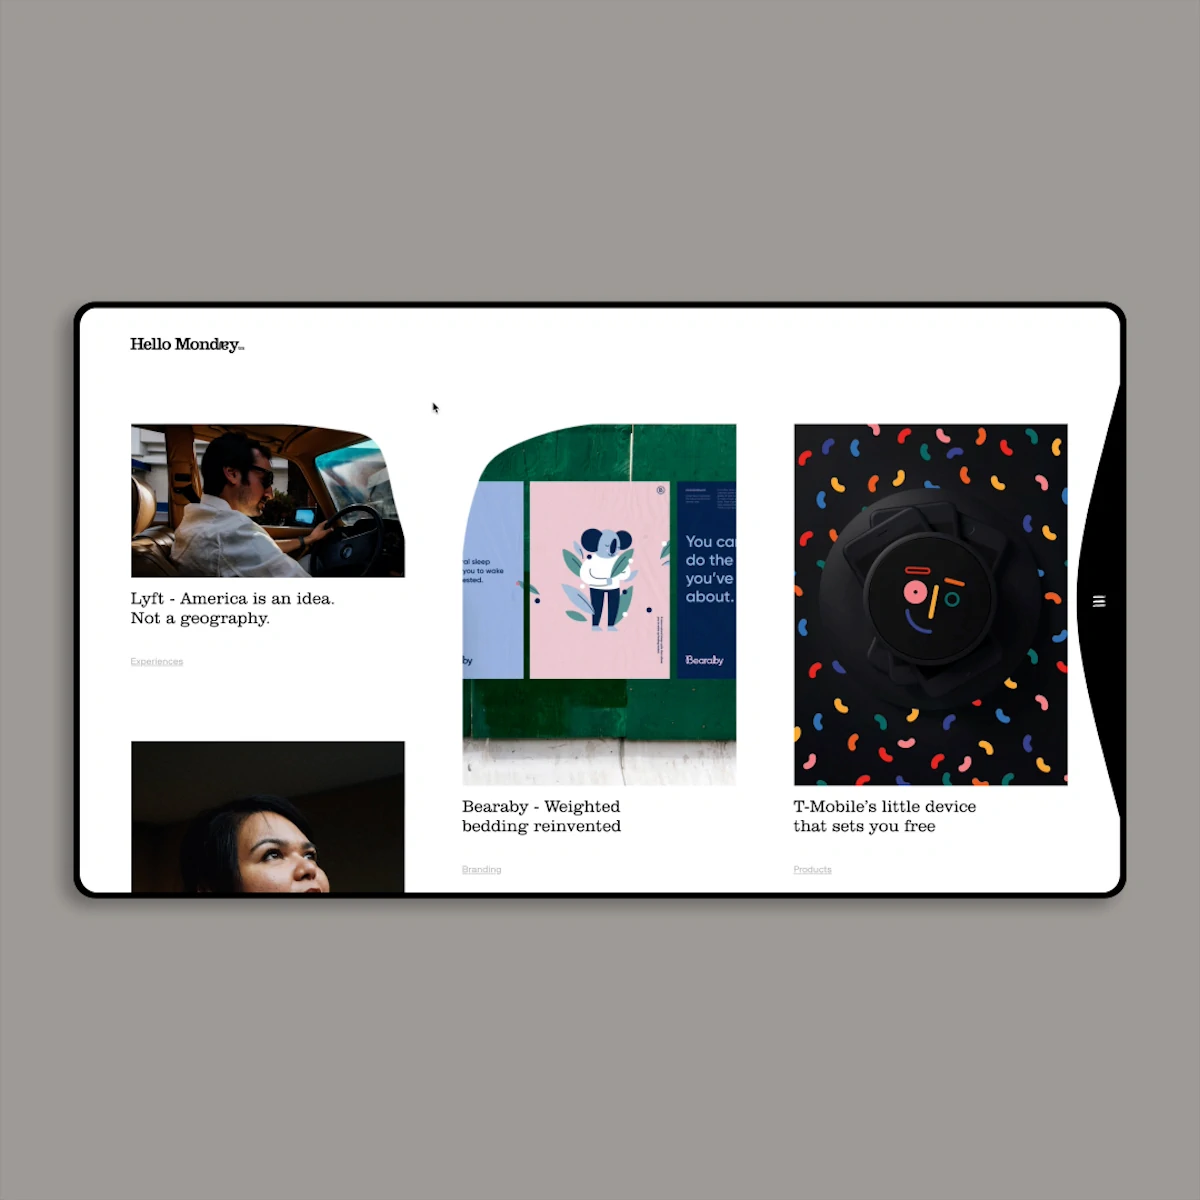 Hello Monday
Lyft - America is an idea.
Not a geography.
Experiences
al sleep
you to wake
ested.
by
You can
do the
you've
about.
Bearaby
Bearaby - Weighted
bedding reinvented
Branding
T-Mobile's little device
that sets you free
Products